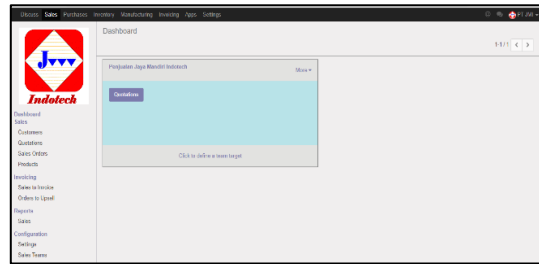 Discuss Sales Purchases Inventory Manufacturing Invoicing Apps Settings
PT JMI
Dashboard
1-1 / 1
Jvvv
Indotech
Penjualan Jaya Mandiri Indotech
More
Quotations
Click to define a team target
Dashboard
Sales
Customers
Quotations
Sales Orders
Products
Invoicing
Sales to Invoice
Orders to Upsell
Reports
Sales
Configuration
Settings
Sales Teams